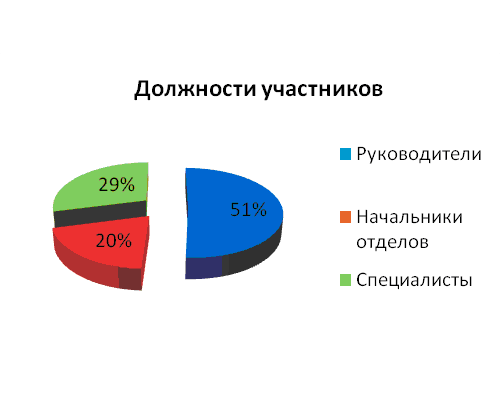 Должности участников
29%
51%
20%
Руководители
Начальники
отделов
Специалисты